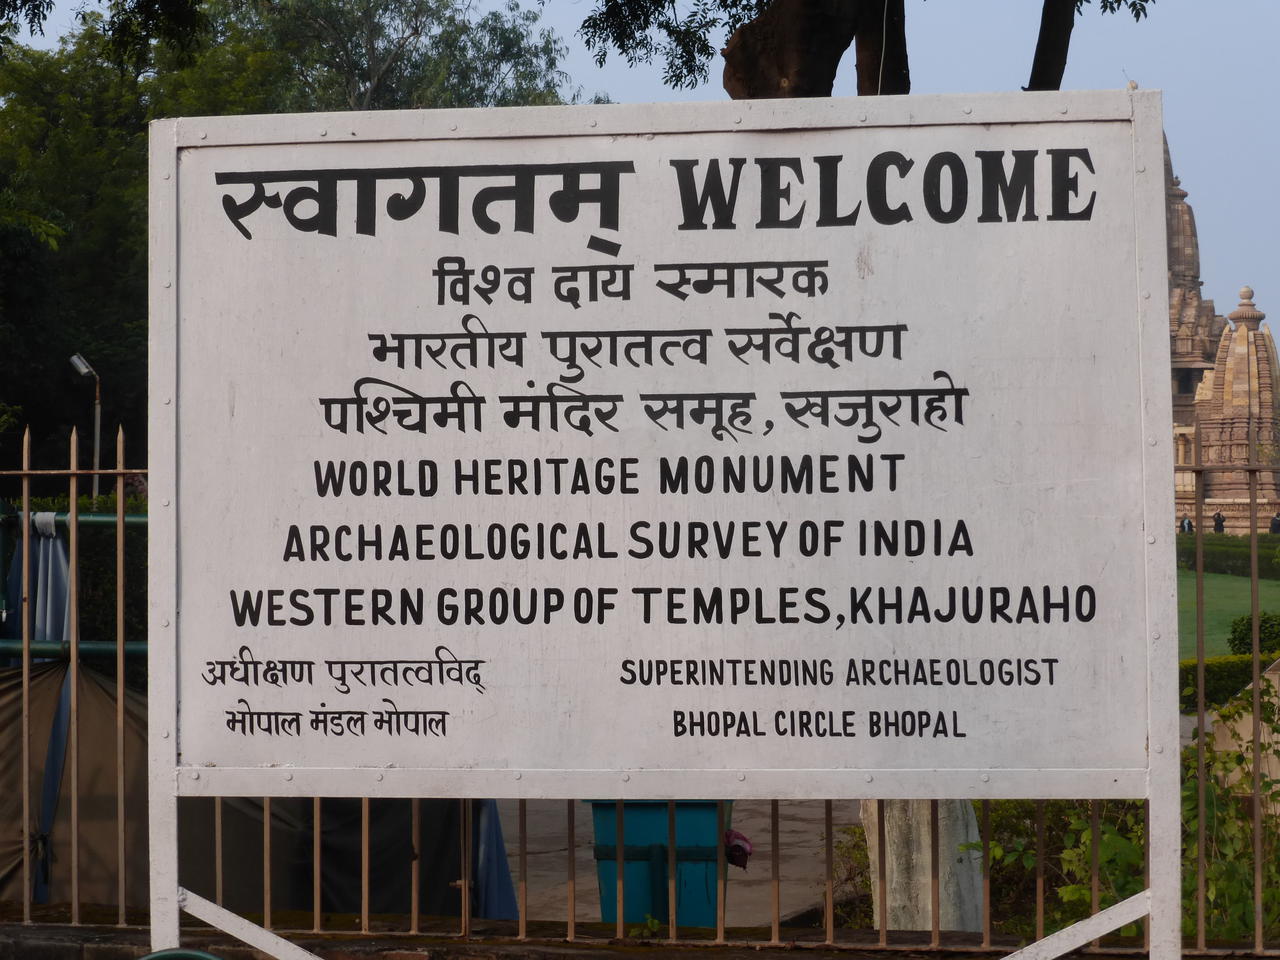 स्वागतम् WELCOME
विश्व दाय स्मारक
भारतीय पुरातत्व सर्वेक्षण
पश्चिमी मंदिर समूह, खजुराहो
WORLD HERITAGE MONUMENT
ARCHAEOLOGICAL SURVEY OF INDIA
WESTERN GROUP OF TEMPLES, KHAJURAHO
अधीक्षण पुरातत्वविद् SUPERINTENDING ARCHAEOLOGIST
भोपाल मंडल भोपाल BHOPAL CIRCLE BHOPAL